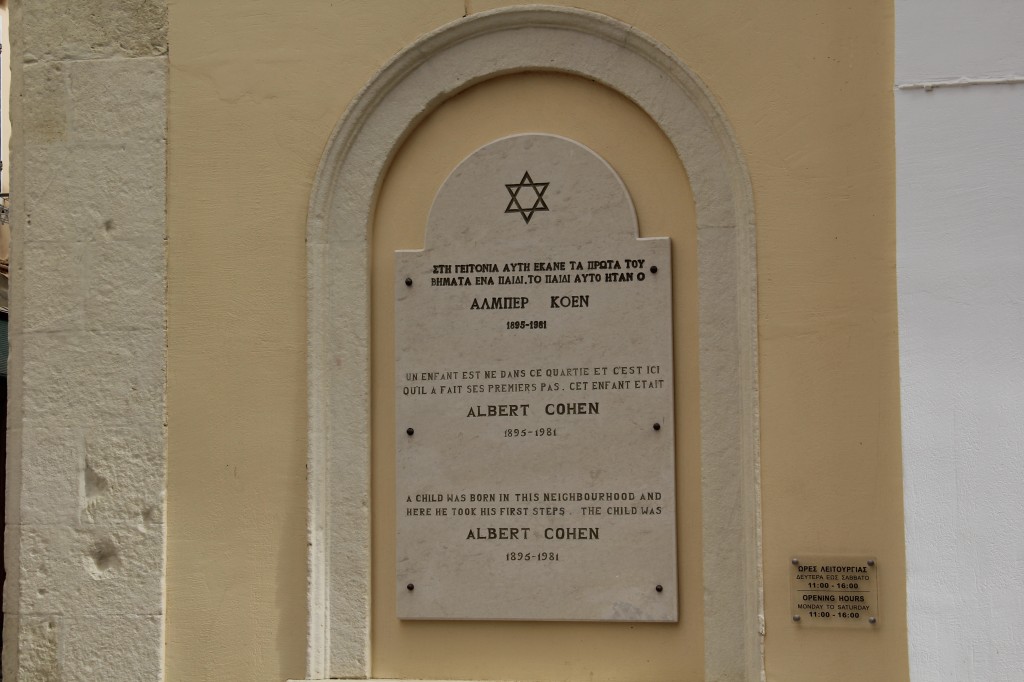 ΣΤΗ ΓΕΙΤΟΝΙΑ ΑΥΤΗ ΕΚΑΝΕ ΤΑ ΠΡΩΤΑ ΤΟΥ
ΒΗΜΑΤΑ ΕΝΑ ΠΑΙΔΙ. ΤΟ ΠΑΙΔΙ ΑΥΤΟ ΗΤΑΝ Ο
ΑΛΜΠΕΡ ΚΟΕΝ
1895-1981
UN ENFANT EST NE DANS CE QUARTIE ET C'EST ICI
QU'IL A FAIT SES PREMIERS PAS. CET ENFANT ETAIT
ALBERT COHEN
1895-1981
A CHILD WAS BORN IN THIS NEIGHBOURHOOD AND
HERE HE TOOK HIS FIRST STEPS. THE CHILD WAS
ALBERT COHEN
1895-1981
ΩΡΕΣ ΛΕΙΤΟΥΡΓΙΑΣ
ΔΕΥΤΕΡΑ ΕΩΣ ΣΑΒΒΑΤΟ
11:00 - 16:00
OPENING HOURS
MONDAY TO SATURDAY
11:00 - 16:00